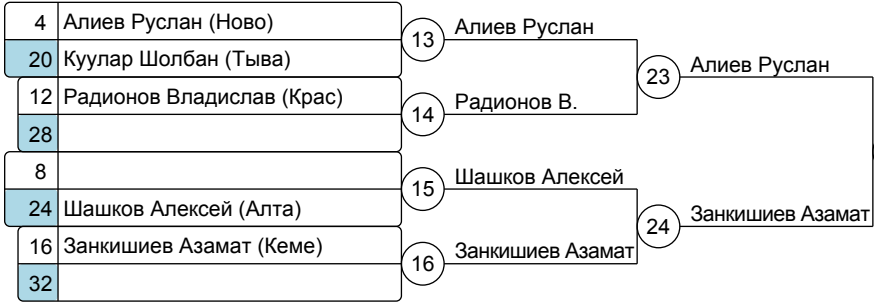 4 Алиев Руслан (Ново)
20 Куулар Шолбан (Тыва)
13 Алиев Руслан
12 Радионов Владислав (Крас)
28
14 Радионов В.
23 Алиев Руслан
8
24 Шашков Алексей (Алта)
15 Шашков Алексей
16 Занкишиев Азамат (Кеме)
32
16 Занкишиев Азамат
24 Занкишиев Азамат